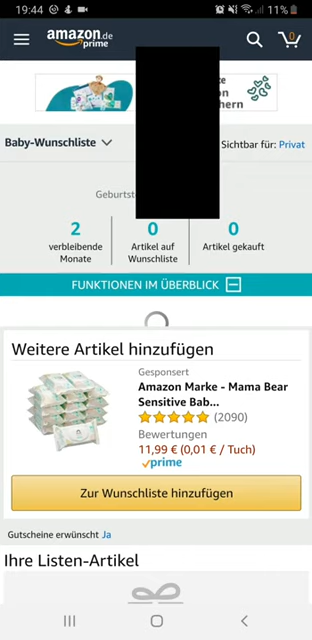 19:44
11%
amazon.de
prime
0
Baby-Wunschliste
Sichtbar für: Privat
2
0
0
verbleibende
Monate
Artikel auf
Wunschliste
Artikel gekauft
FUNKTIONEN IM ÜBERBLICK
Weitere Artikel hinzufügen
Gesponsert
Amazon Marke - Mama Bear
Sensitive Bab...
(2090)
Bewertungen
11,99 € (0,01 € / Tuch)
prime
Zur Wunschliste hinzufügen
Gutscheine erwünscht Ja
Ihre Listen-Artikel